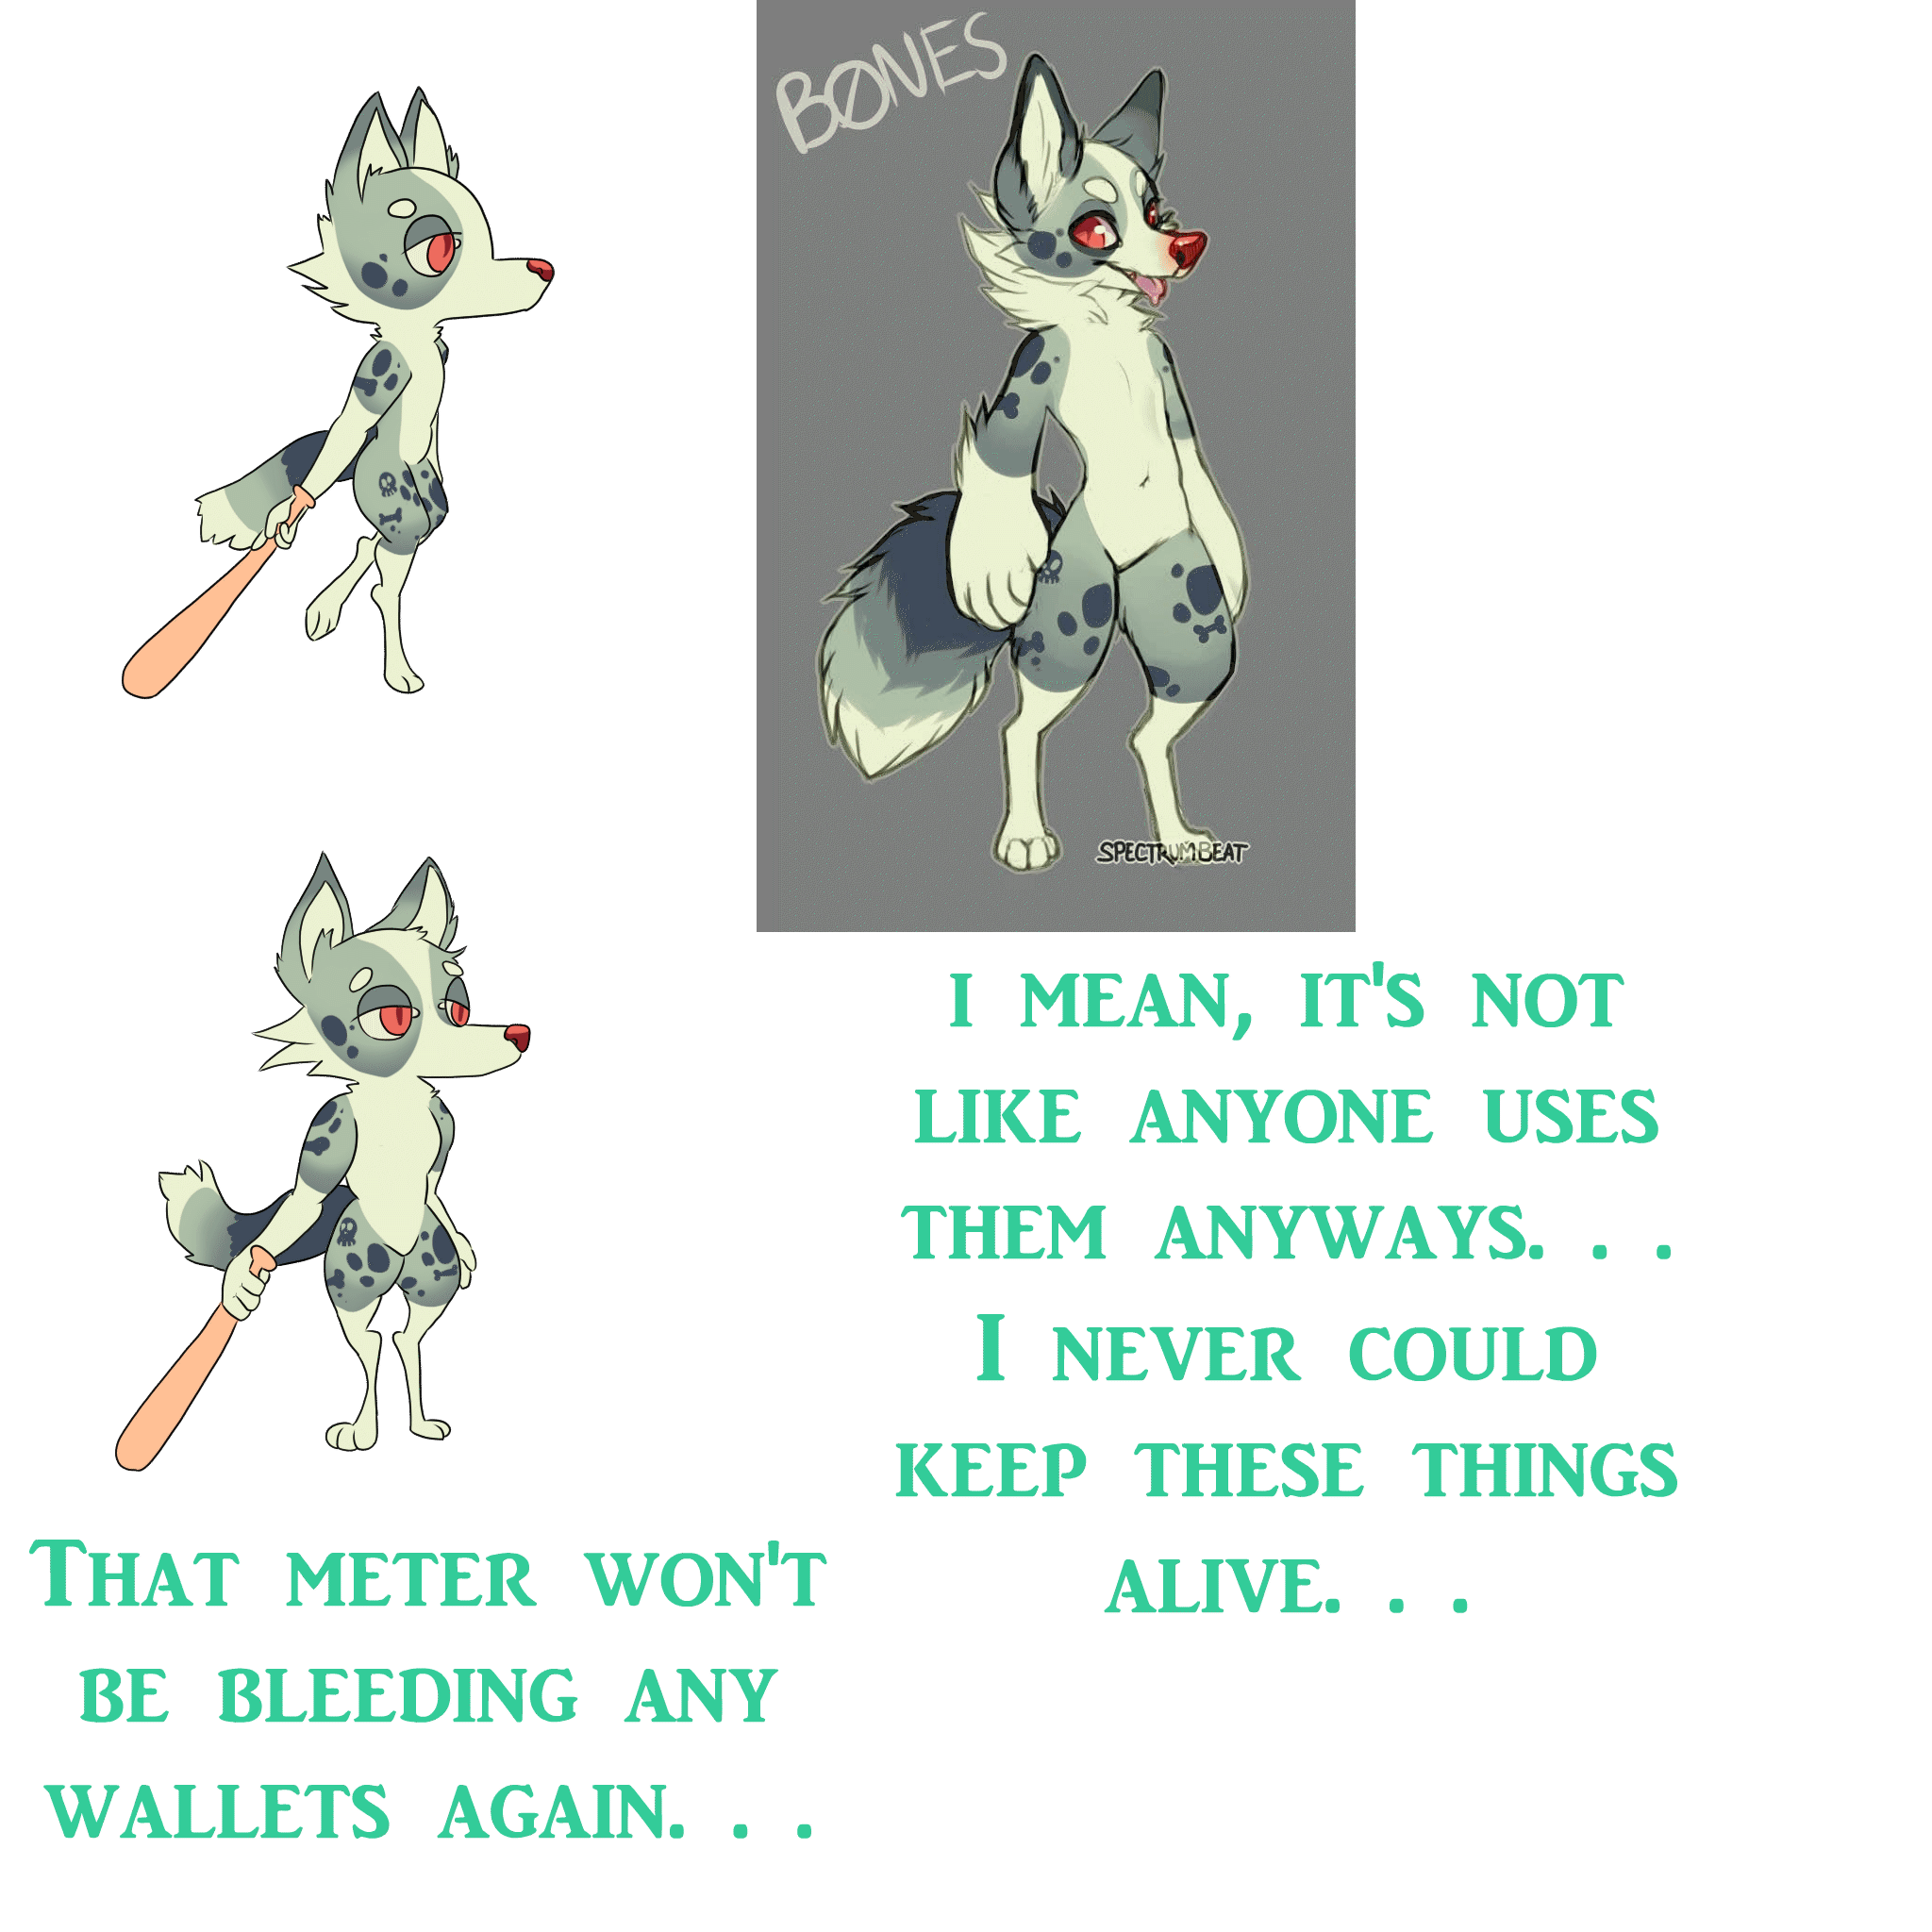 BØNES
SPECTRUMBEAT
I MEAN, IT'S NOT
LIKE ANYONE USES
THEM ANYWAYS. . .
I NEVER COULD
KEEP THESE THINGS
ALIVE. . .
THAT METER WON'T
BE BLEEDING ANY
WALLETS AGAIN. . .